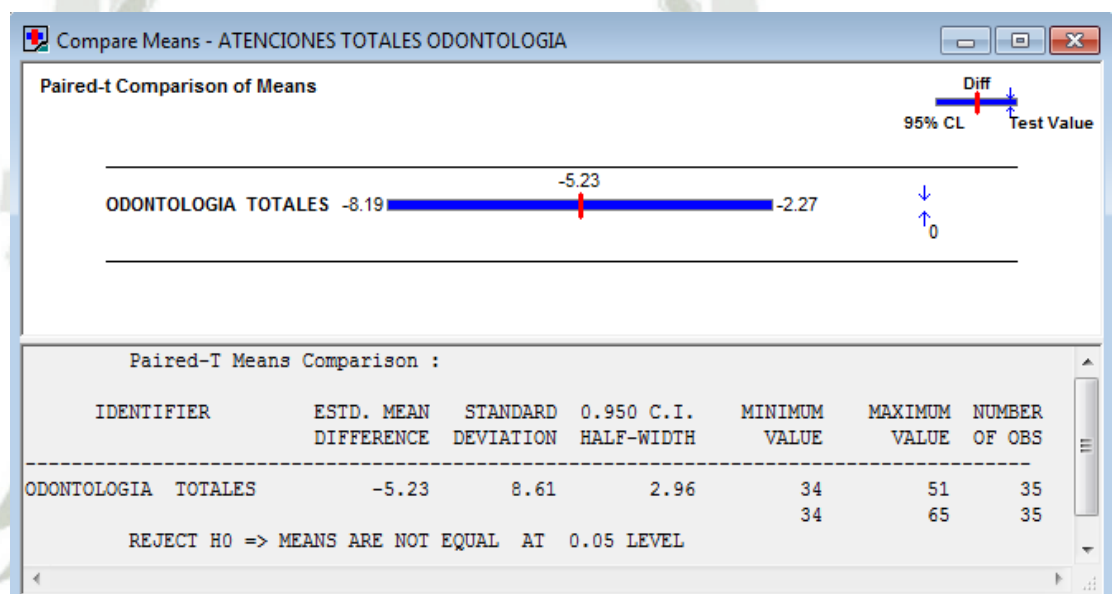 Compare Means - ATENCIONES TOTALES ODONTOLOGIA
Paired-t Comparison of Means
Diff
95% CL Test Value
-5.23
ODONTOLOGIA TOTALES -8.19 -2.27
0
Paired-T Means Comparison :
IDENTIFIER ESTD. MEAN STANDARD 0.950 C.I. MINIMUM MAXIMUM NUMBER
DIFFERENCE DEVIATION HALF-WIDTH VALUE VALUE OF OBS
ODONTOLOGIA TOTALES -5.23 8.61 2.96 34 51 35
34 65 35
REJECT H0 => MEANS ARE NOT EQUAL AT 0.05 LEVEL